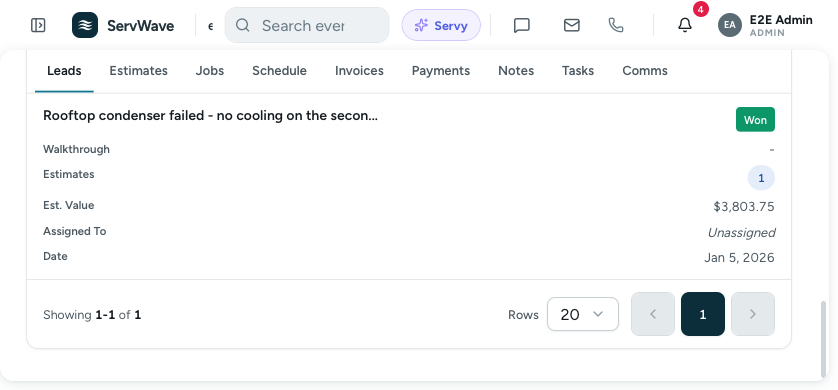 ServWave
Search ever
Servy
4
EA
E2E Admin
ADMIN
Leads
Estimates
Jobs
Schedule
Invoices
Payments
Notes
Tasks
Comms
Rooftop condenser failed - no cooling on the secon...
Won
Walkthrough
-
Estimates
1
Est. Value
$3,803.75
Assigned To
Unassigned
Date
Jan 5, 2026
Showing 1-1 of 1
Rows
20
1